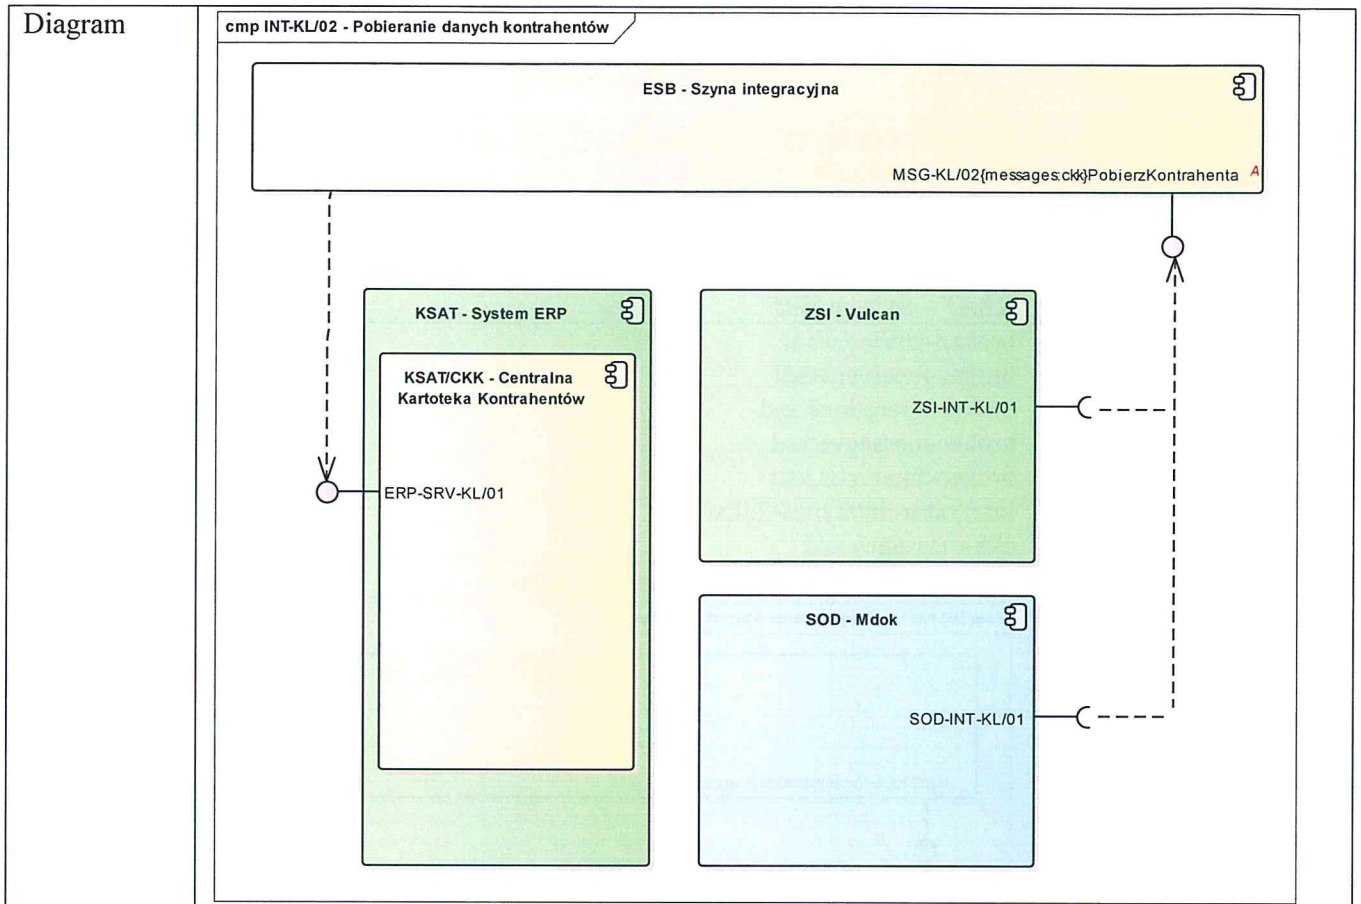 Diagram
cmp INT-KL/02 - Pobieranie danych kontrahentów
ESB - Szyna integracyjna
MSG-KL/02{messages:ckk}PobierzKontrahenta A
KSAT - System ERP
ZSI - Vulcan
KSAT/CKK - Centralna
Kartoteka Kontrahentów
ZSI-INT-KL/01
ERP-SRV-KL/01
SOD - Mdok
SOD-INT-KL/01